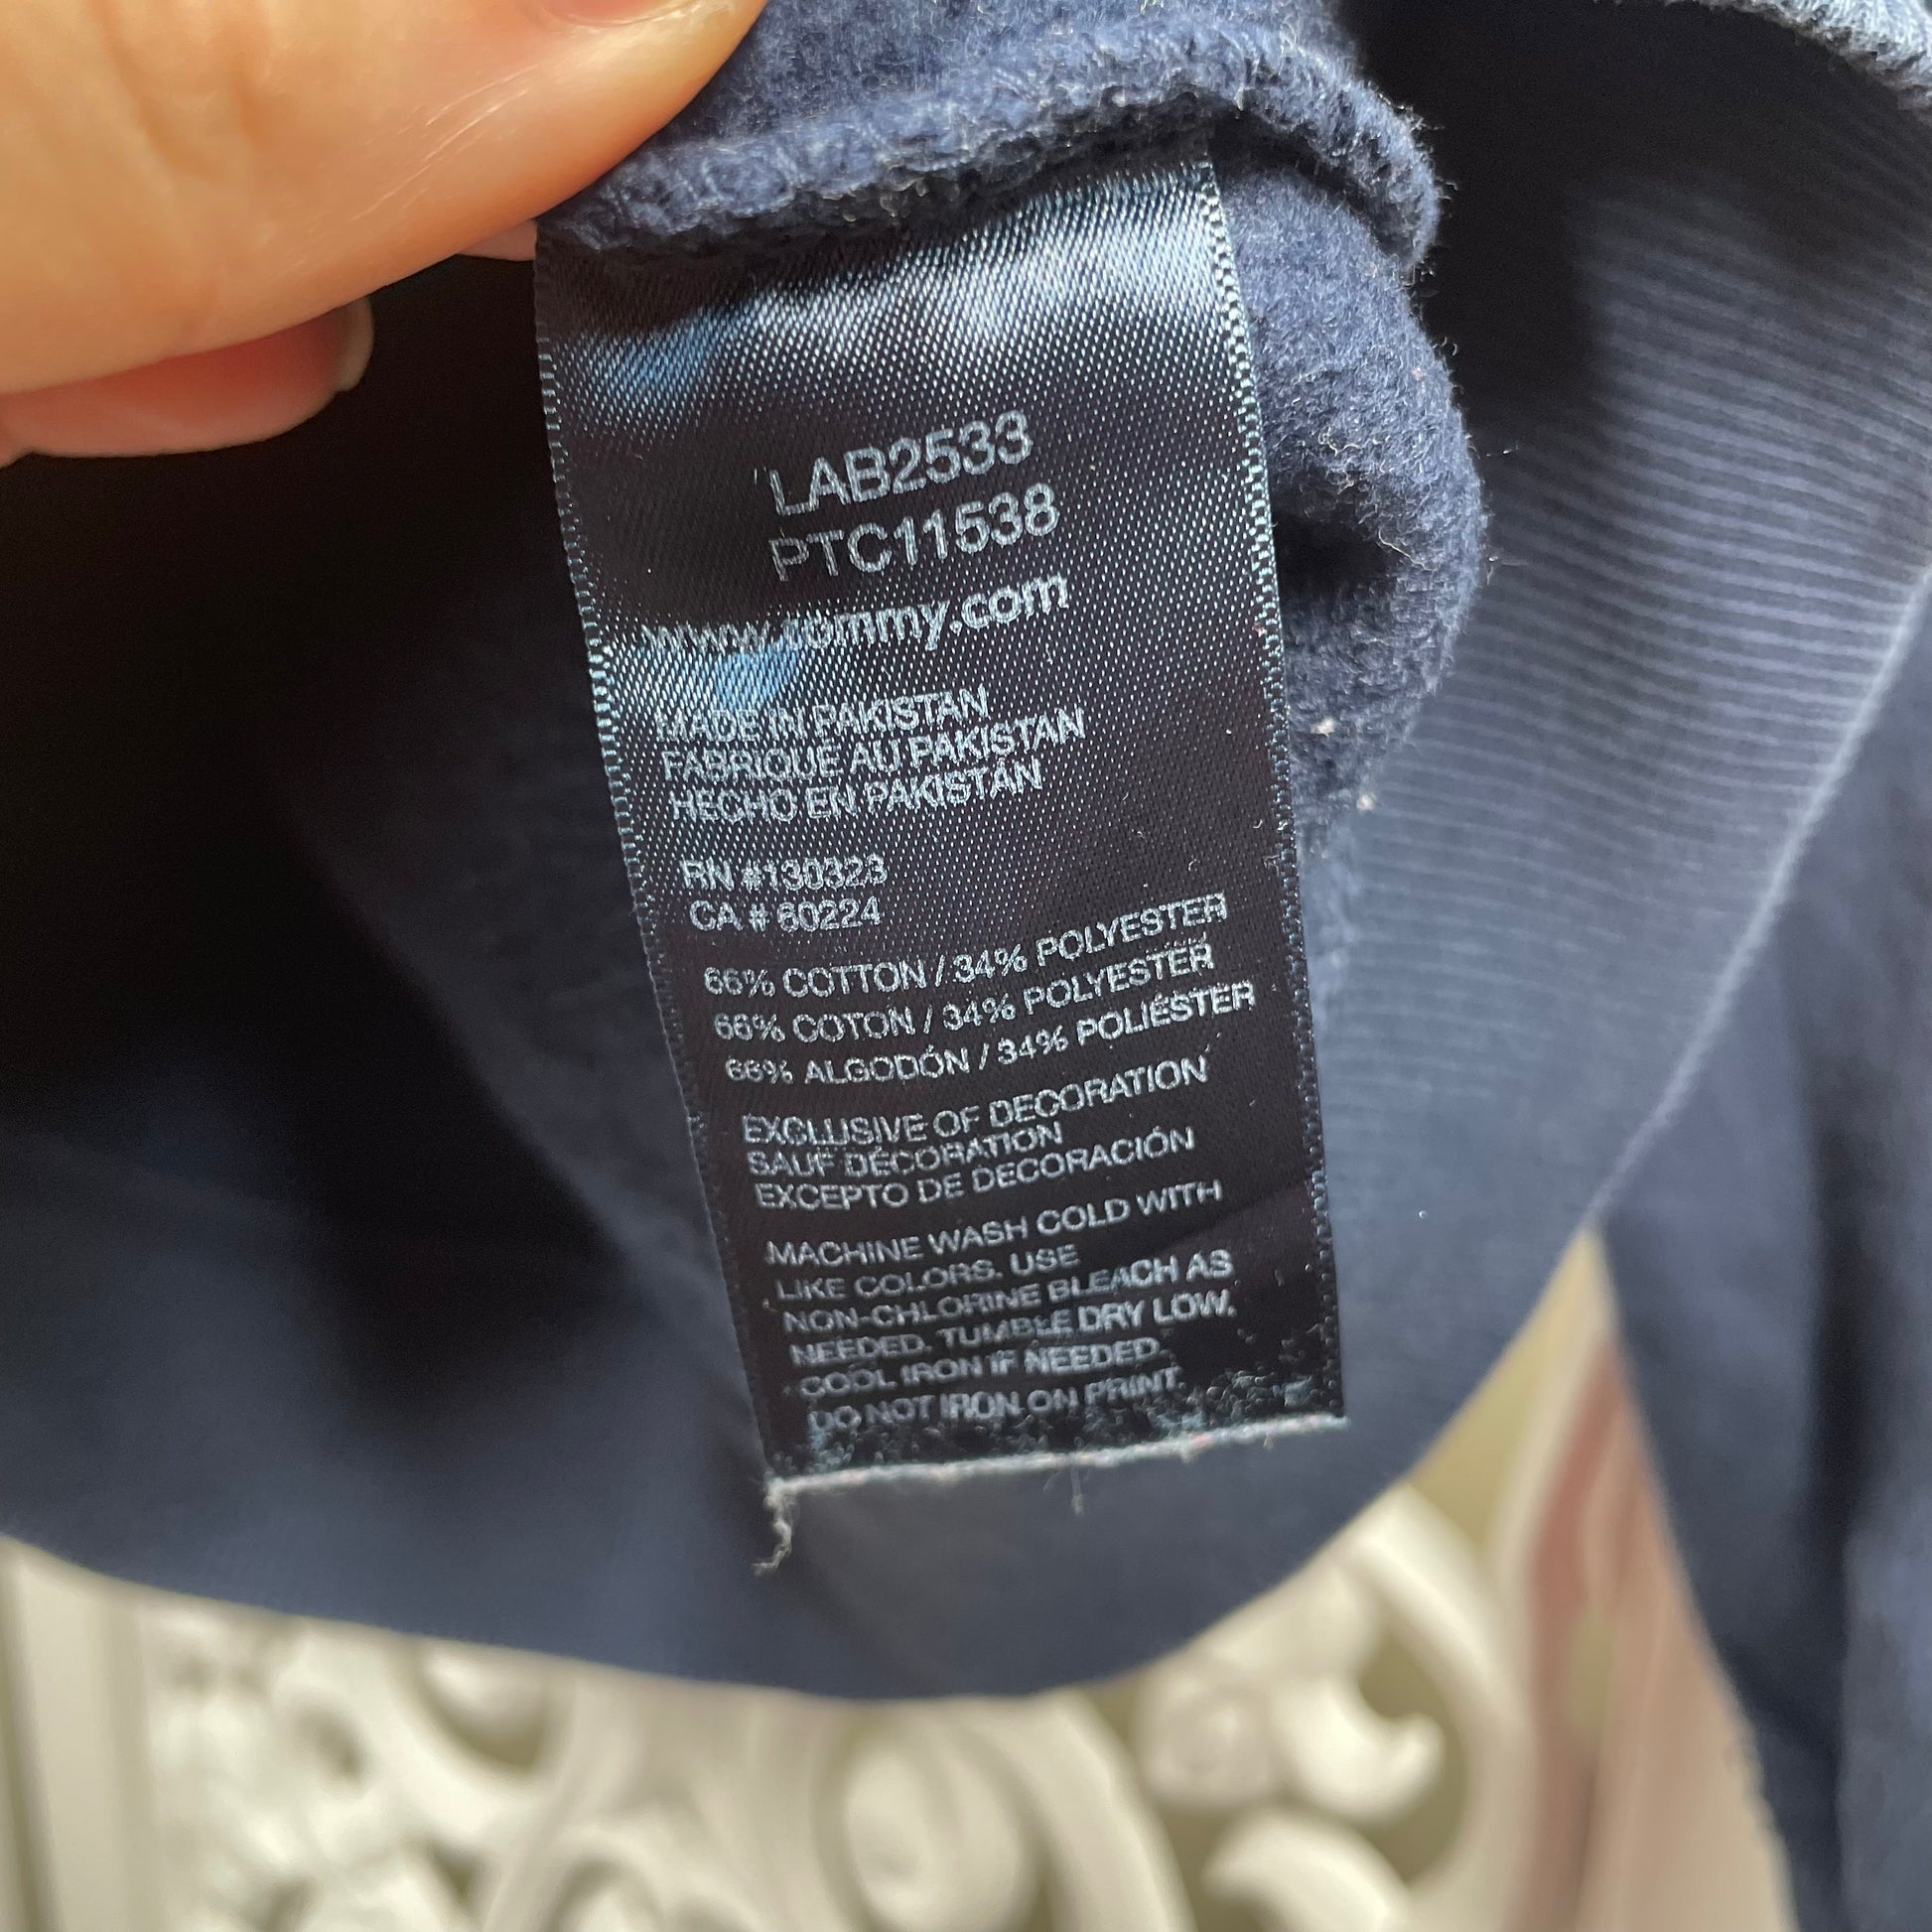 LAB2533
PTC11538
www.tommy.com
MADE IN PAKISTAN
FABRIQUÉ AU PAKISTAN
HECHO EN PAKISTÁN
RN #130323
CA # 60224
66% COTTON / 34% POLYESTER
66% COTON / 34% POLYESTER
66% ALGODÓN / 34% POLIÉSTER
EXCLUSIVE OF DECORATION
SAUF DÉCORATION
EXCEPTO DE DECORACIÓN
MACHINE WASH COLD WITH
LIKE COLORS. USE
NON-CHLORINE BLEACH AS
NEEDED. TUMBLE DRY LOW.
COOL IRON IF NEEDED.
DO NOT IRON ON PRINT.